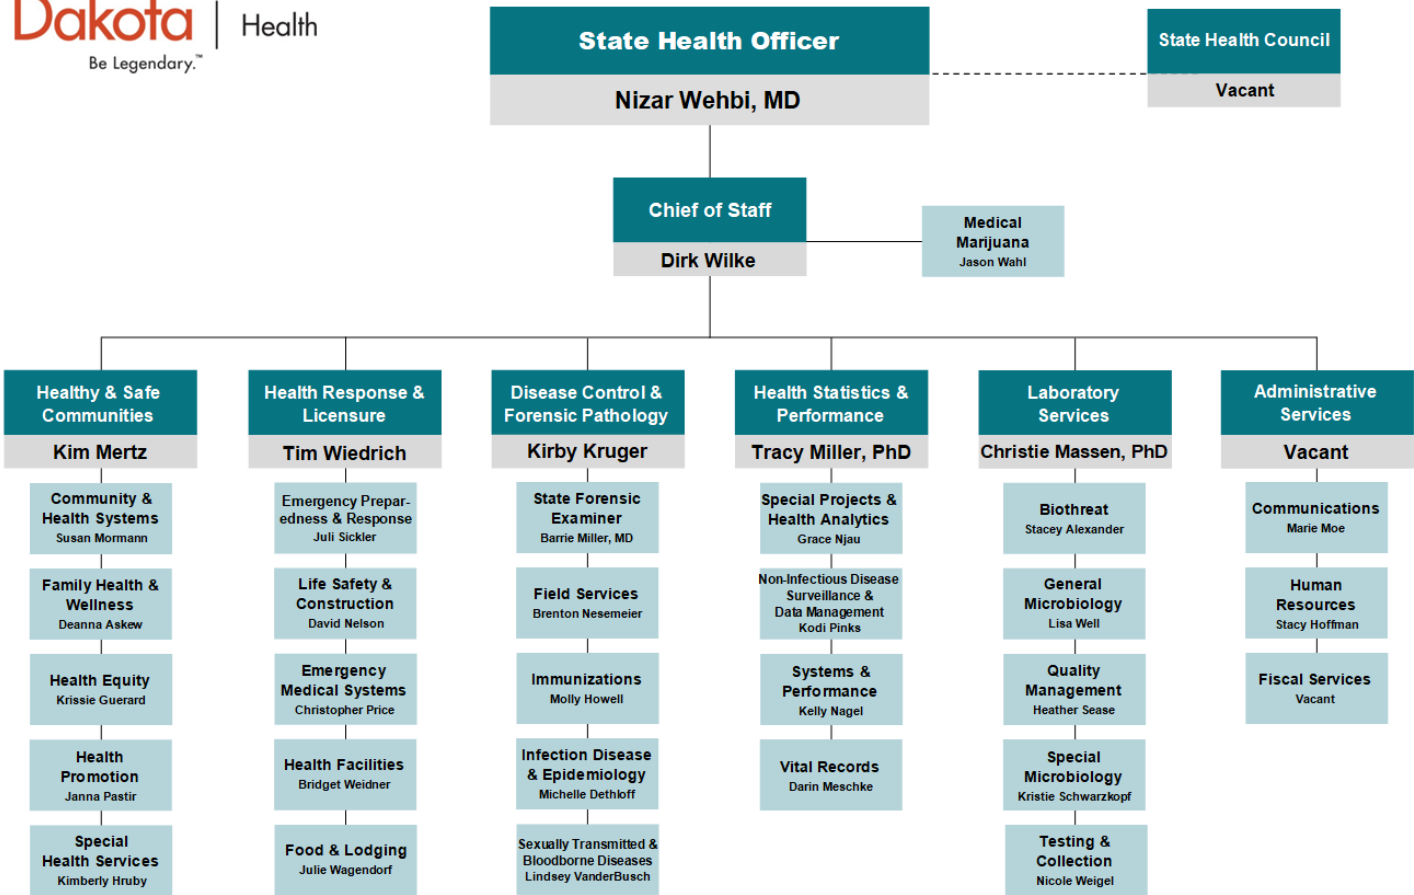 Dakota
Health
Be Legendary.™
State Health Officer
Nizar Wehbi, MD
State Health Council
Vacant
Chief of Staff
Dirk Wilke
Medical
Marijuana
Jason Wahl
Healthy & Safe
Communities
Kim Mertz
Community &
Health Systems
Susan Mormann
Family Health &
Wellness
Deanna Askew
Health Equity
Krissie Guerard
Health
Promotion
Janna Pastir
Special
Health Services
Kimberly Hruby
Health Response &
Licensure
Tim Wiedrich
Emergency Prepar-
edness & Response
Juli Sickler
Life Safety &
Construction
David Nelson
Emergency
Medical Systems
Christopher Price
Health Facilities
Bridget Weidner
Food & Lodging
Julie Wagendorf
Disease Control &
Forensic Pathology
Kirby Kruger
State Forensic
Examiner
Barrie Miller, MD
Field Services
Brenton Nesemeier
Immunizations
Molly Howell
Infection Disease
& Epidemiology
Michelle Dethloff
Sexually Transmitted &
Bloodborne Diseases
Lindsey VanderBusch
Health Statistics &
Performance
Tracy Miller, PhD
Special Projects &
Health Analytics
Grace Njau
Non-Infectious Disease
Surveillance &
Data Management
Kodi Pinks
Systems &
Performance
Kelly Nagel
Vital Records
Darin Meschke
Laboratory
Services
Christie Massen, PhD
Biothreat
Stacey Alexander
General
Microbiology
Lisa Well
Quality
Management
Heather Sease
Special
Microbiology
Kristie Schwarzkopf
Testing &
Collection
Nicole Weigel
Administrative
Services
Vacant
Communications
Marie Moe
Human
Resources
Stacy Hoffman
Fiscal Services
Vacant